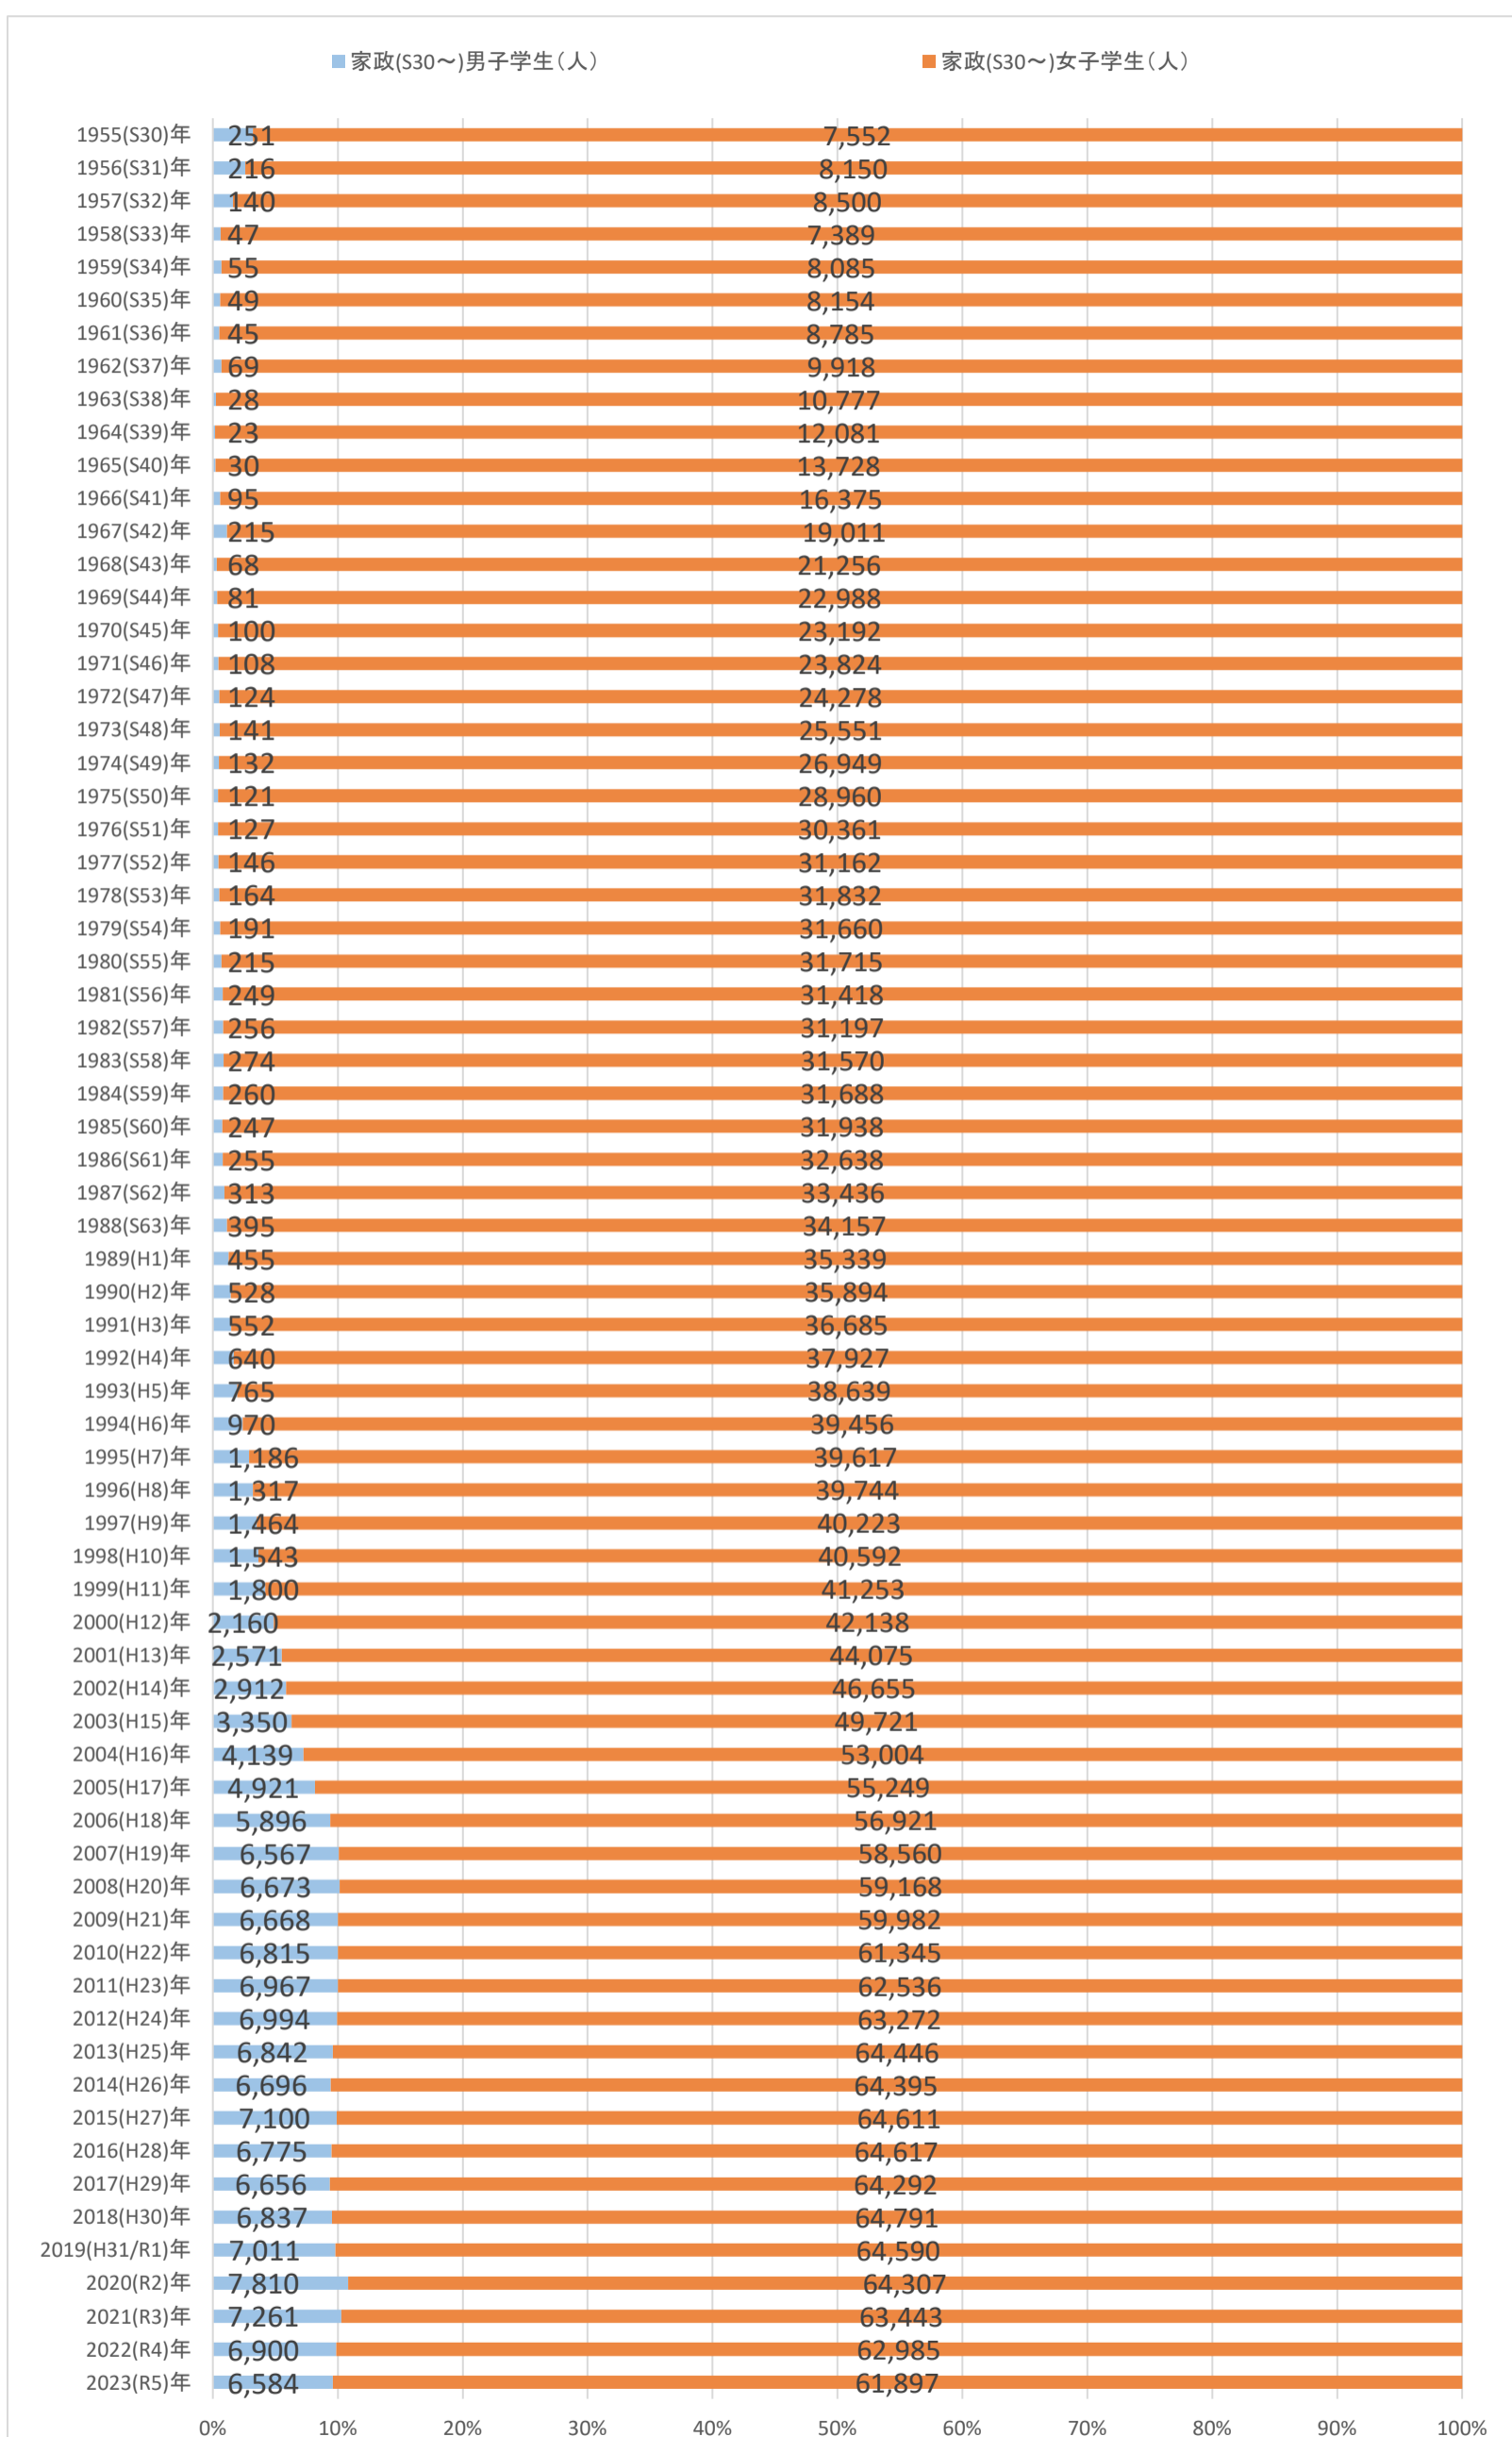 家政(S30～)男子学生（人） 家政(S30～)女子学生（人）
1955(S30)年 251 7,552
1956(S31)年 216 8,150
1957(S32)年 140 8,500
1958(S33)年 47 7,389
1959(S34)年 55 8,085
1960(S35)年 49 8,154
1961(S36)年 45 8,785
1962(S37)年 69 9,918
1963(S38)年 28 10,777
1964(S39)年 23 12,081
1965(S40)年 30 13,728
1966(S41)年 95 16,375
1967(S42)年 215 19,011
1968(S43)年 68 21,256
1969(S44)年 81 22,988
1970(S45)年 100 23,192
1971(S46)年 108 23,824
1972(S47)年 124 24,278
1973(S48)年 141 25,551
1974(S49)年 132 26,949
1975(S50)年 121 28,960
1976(S51)年 127 30,361
1977(S52)年 146 31,162
1978(S53)年 164 31,832
1979(S54)年 191 31,660
1980(S55)年 215 31,715
1981(S56)年 249 31,418
1982(S57)年 256 31,197
1983(S58)年 274 31,570
1984(S59)年 260 31,688
1985(S60)年 247 31,938
1986(S61)年 255 32,638
1987(S62)年 313 33,436
1988(S63)年 395 34,157
1989(H1)年 455 35,339
1990(H2)年 528 35,894
1991(H3)年 552 36,685
1992(H4)年 640 37,927
1993(H5)年 765 38,639
1994(H6)年 970 39,456
1995(H7)年 1,186 39,617
1996(H8)年 1,317 39,744
1997(H9)年 1,464 40,223
1998(H10)年 1,543 40,592
1999(H11)年 1,800 41,253
2000(H12)年 2,160 42,138
2001(H13)年 2,571 44,075
2002(H14)年 2,912 46,655
2003(H15)年 3,350 49,721
2004(H16)年 4,139 53,004
2005(H17)年 4,921 55,249
2006(H18)年 5,896 56,921
2007(H19)年 6,567 58,560
2008(H20)年 6,673 59,168
2009(H21)年 6,668 59,982
2010(H22)年 6,815 61,345
2011(H23)年 6,967 62,536
2012(H24)年 6,994 63,272
2013(H25)年 6,842 64,446
2014(H26)年 6,696 64,395
2015(H27)年 7,100 64,611
2016(H28)年 6,775 64,617
2017(H29)年 6,656 64,292
2018(H30)年 6,837 64,791
2019(H31/R1)年 7,011 64,590
2020(R2)年 7,810 64,307
2021(R3)年 7,261 63,443
2022(R4)年 6,900 62,985
2023(R5)年 6,584 61,897
0% 10% 20% 30% 40% 50% 60% 70% 80% 90% 100%